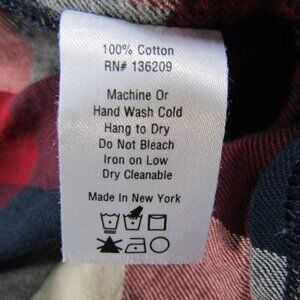 100% Cotton
RN# 136209
Machine Or
Hand Wash Cold
Hang to Dry
Do Not Bleach
Iron on Low
Dry Cleanable
Made In New York